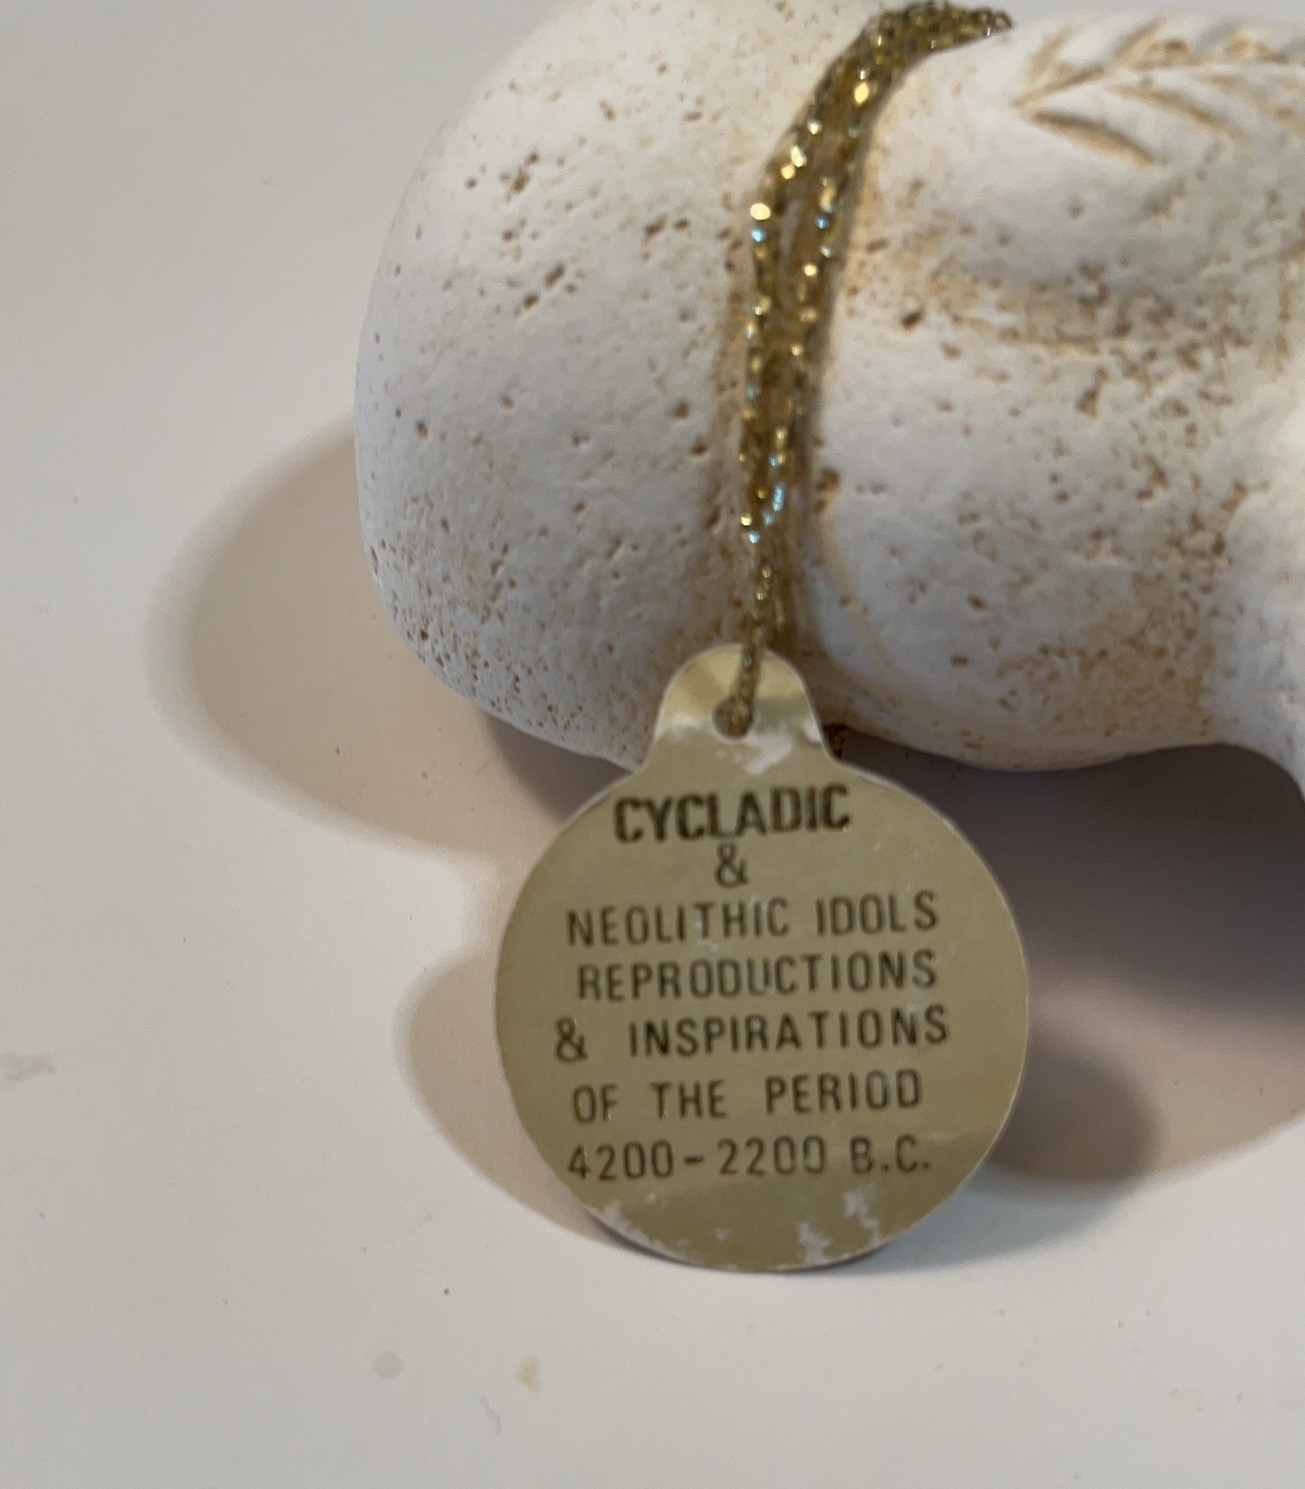 CYCLADIC
&
NEOLITHIC IDOLS
REPRODUCTIONS
& INSPIRATIONS
OF THE PERIOD
4200-2200 B.C.